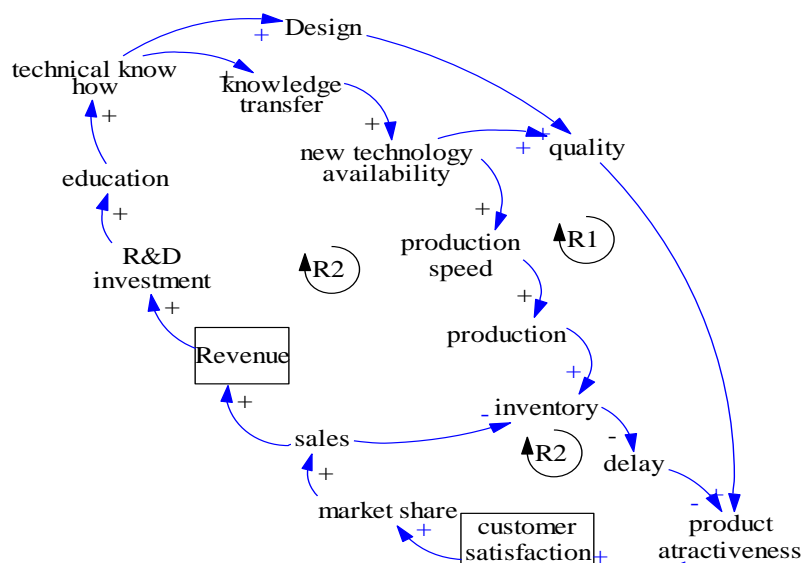 Design
+
technical know
how
+
knowledge
transfer
+
+
new technology
availability
+
+
quality
education
+
+
production
speed
R1
R&D
investment
R2
+
+
production
Revenue
+
+
inventory
-
sales
R2
-
delay
+
+
-
market share
+
customer
satisfaction
+
product
atractiveness